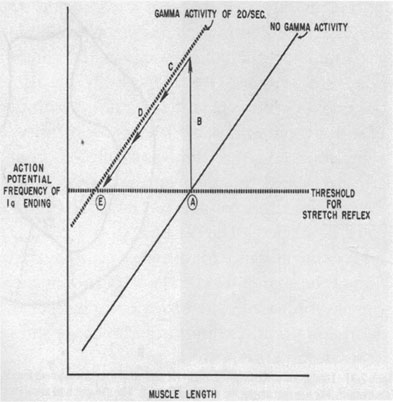 GAMMA ACTIVITY OF 20/SEC.
NO GAMMA ACTIVITY
C
D
B
ACTION
POTENTIAL
FREQUENCY OF
Ia ENDING
E
A
THRESHOLD
FOR
STRETCH REFLEX
MUSCLE LENGTH